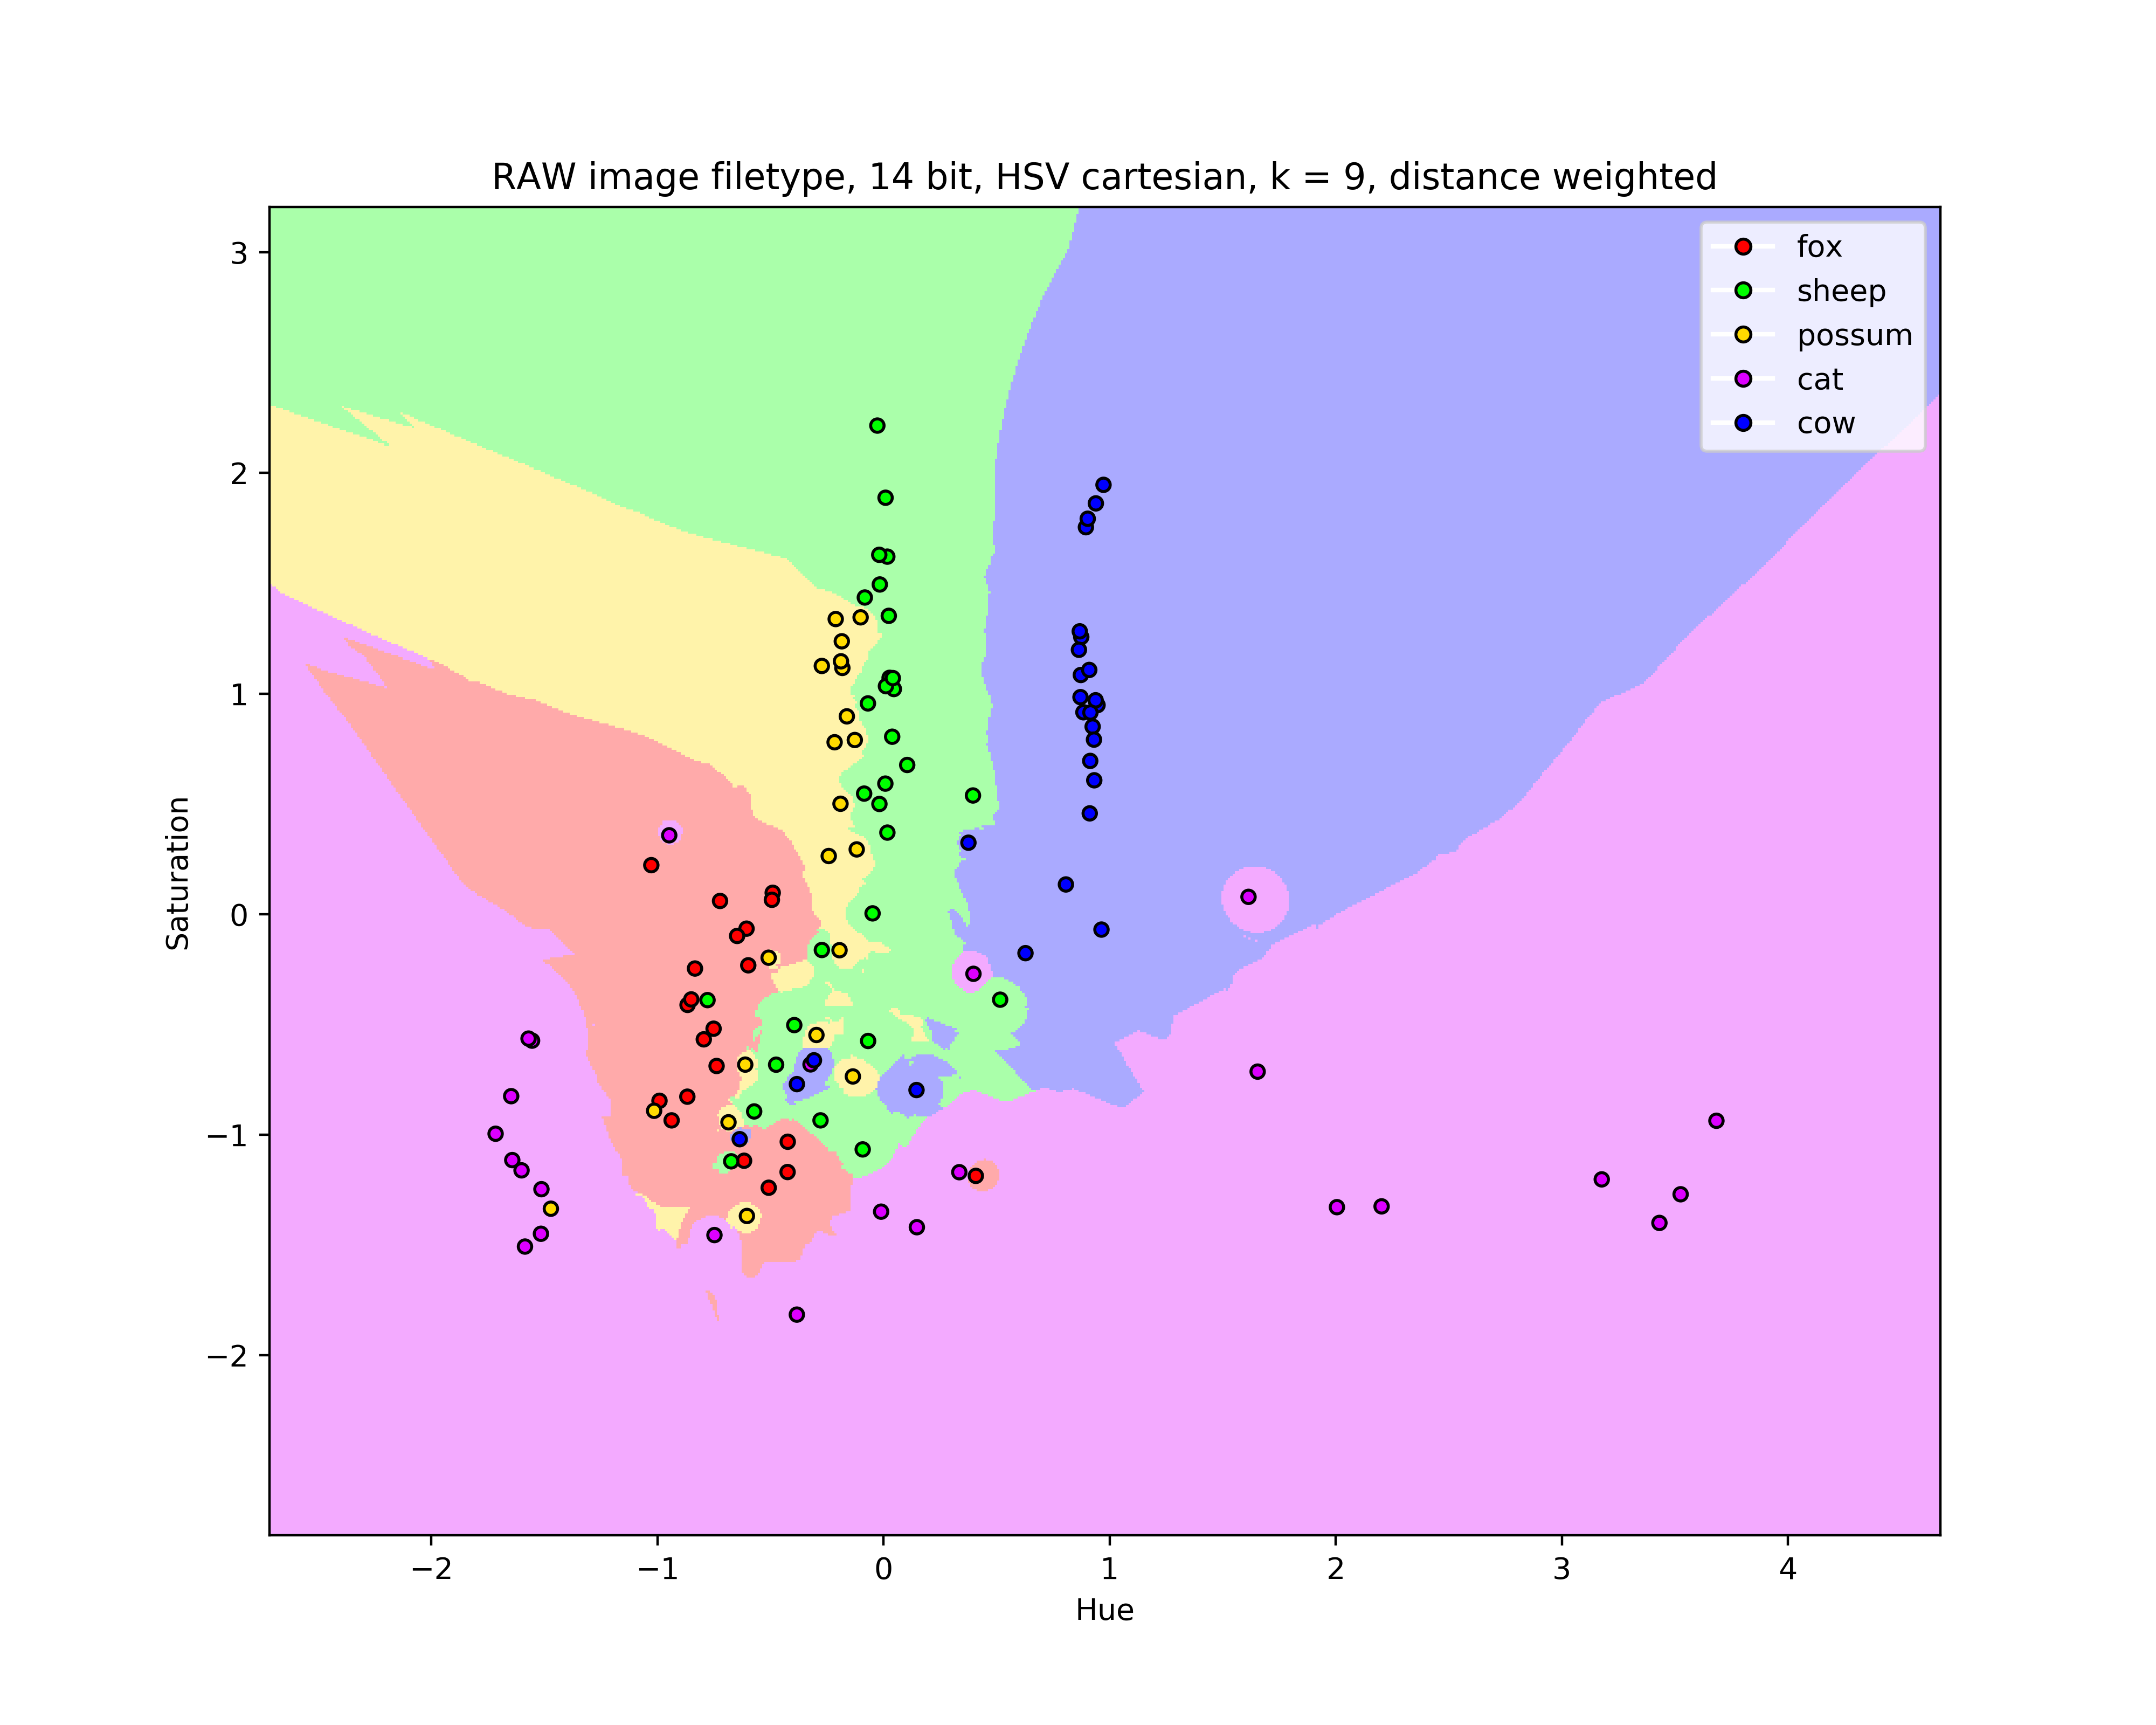 RAW image filetype, 14 bit, HSV cartesian, k = 9, distance weighted
fox
sheep
possum
cat
cow
3
2
1
0
−1
−2
Saturation
−2
−1
0
1
2
3
4
Hue